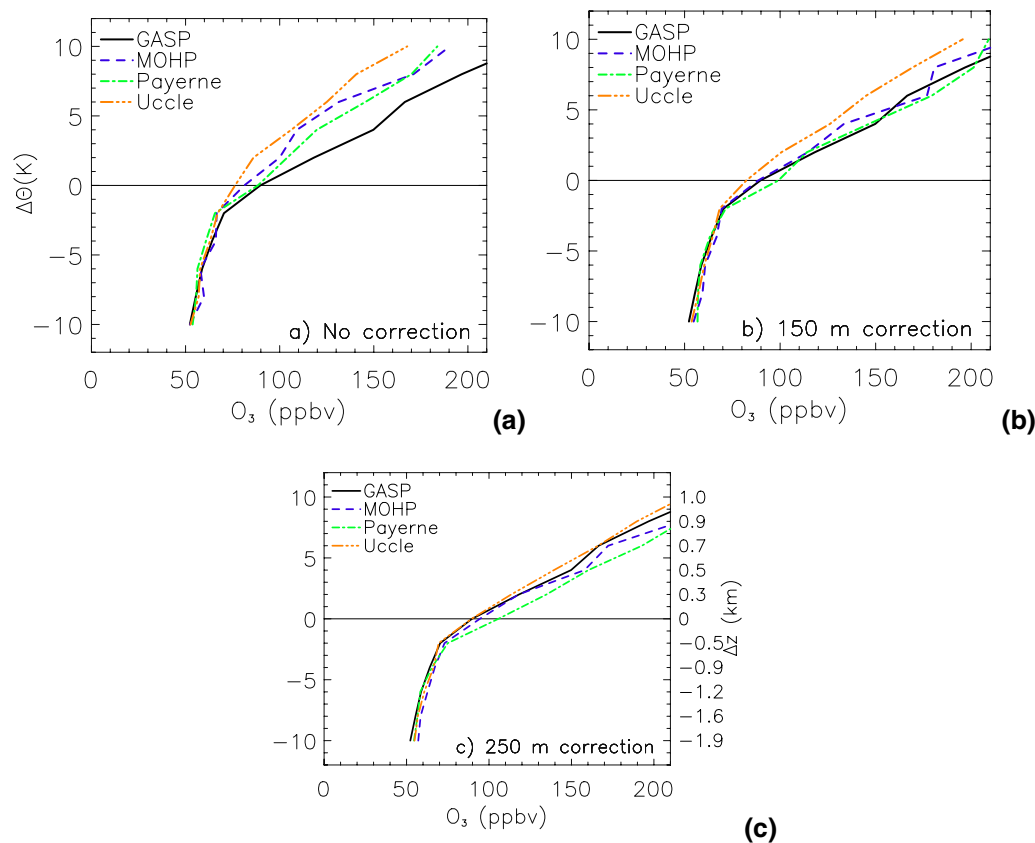 GASP
MOHP
Payerne
Uccle
10
5
0
−5
−10
ΔΘ(K)
a) No correction
0 50 100 150 200
O₃ (ppbv)
(a)
GASP
MOHP
Payerne
Uccle
10
5
0
−5
−10
b) 150 m correction
0 50 100 150 200
O₃ (ppbv)
(b)
GASP
MOHP
Payerne
Uccle
10
5
0
−5
−10
1.0
0.9
0.7
0.5
0.3
0
−0.5
−0.9
−1.2
−1.6
−1.9
Δz (km)
c) 250 m correction
0 50 100 150 200
O₃ (ppbv)
(c)